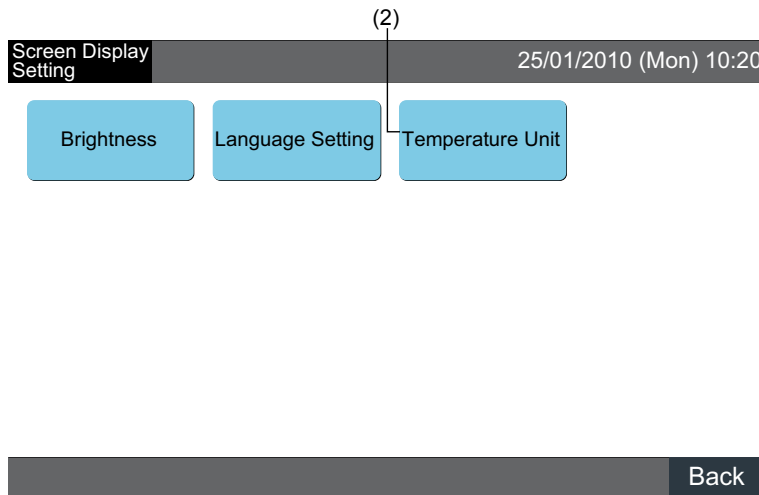 (2)
Screen Display
Setting
25/01/2010 (Mon) 10:20
Brightness
Language Setting
Temperature Unit
Back